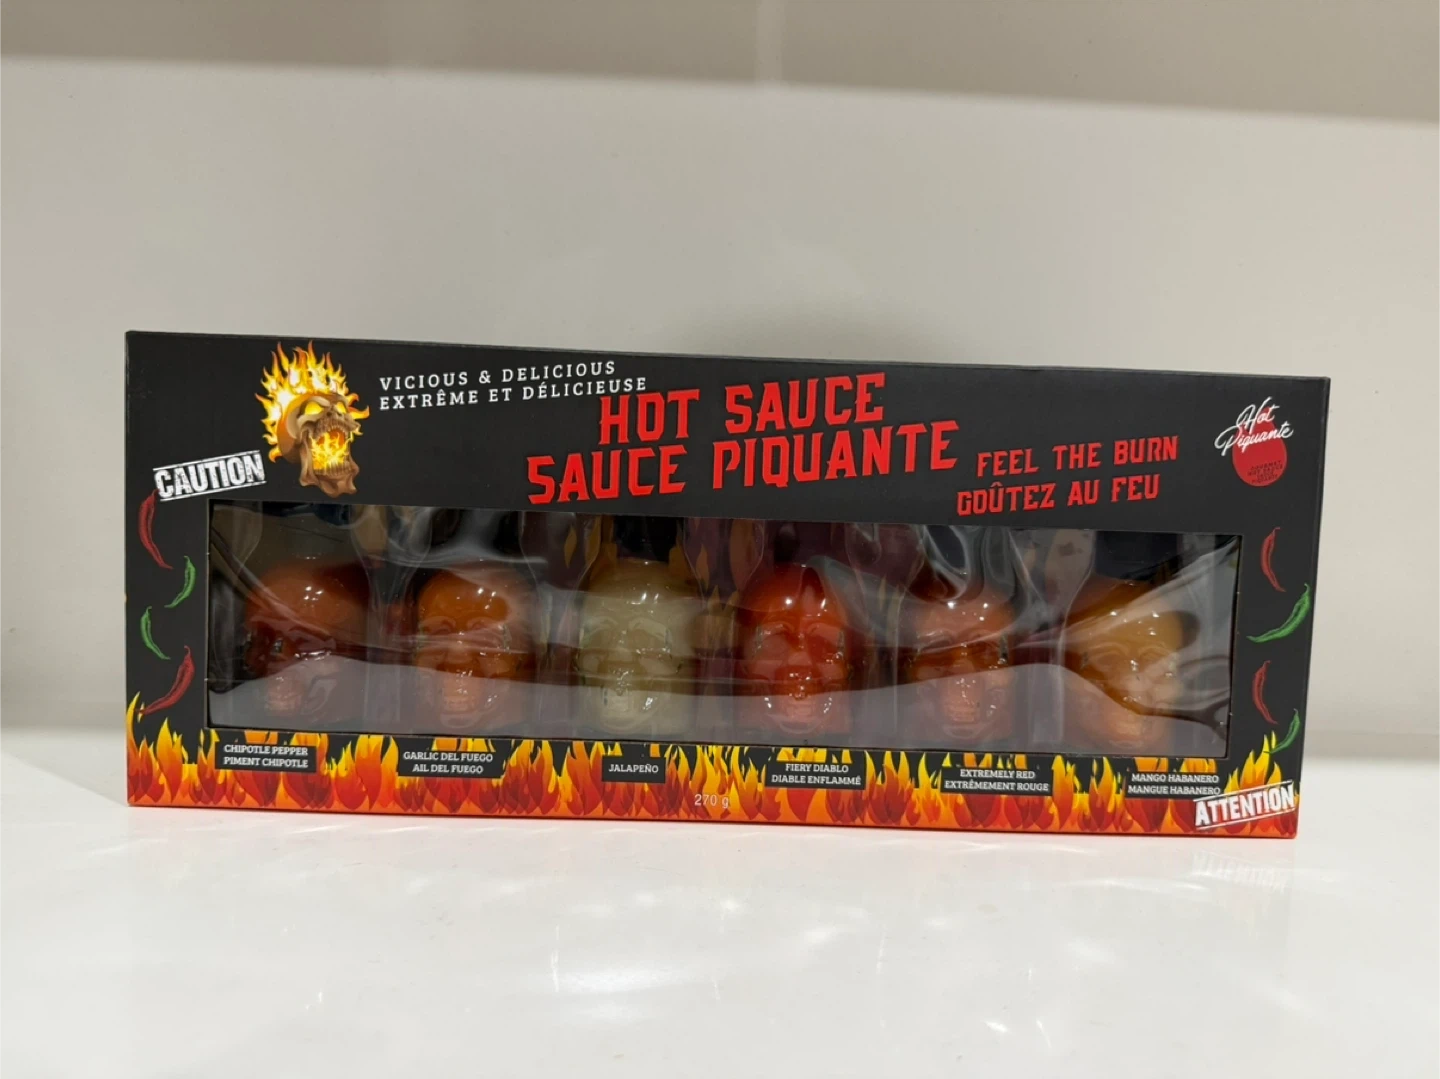 VICIOUS & DELICIOUS
EXTRÊME ET DÉLICIEUSE
HOT SAUCE
SAUCE PIQUANTE
FEEL THE BURN
GOÛTEZ AU FEU
Hot
Piquante
CAUTION
CHIPOTLE PEPPER
PIMENT CHIPOTLE
GARLIC DEL FUEGO
AIL DEL FUEGO
JALAPEÑO
FIERY DIABLO
DIABLE ENFLAMMÉ
EXTREMELY RED
EXTRÊMEMENT ROUGE
MANGO HABANERO
MANGUE HABANERO
270 g
ATTENTION